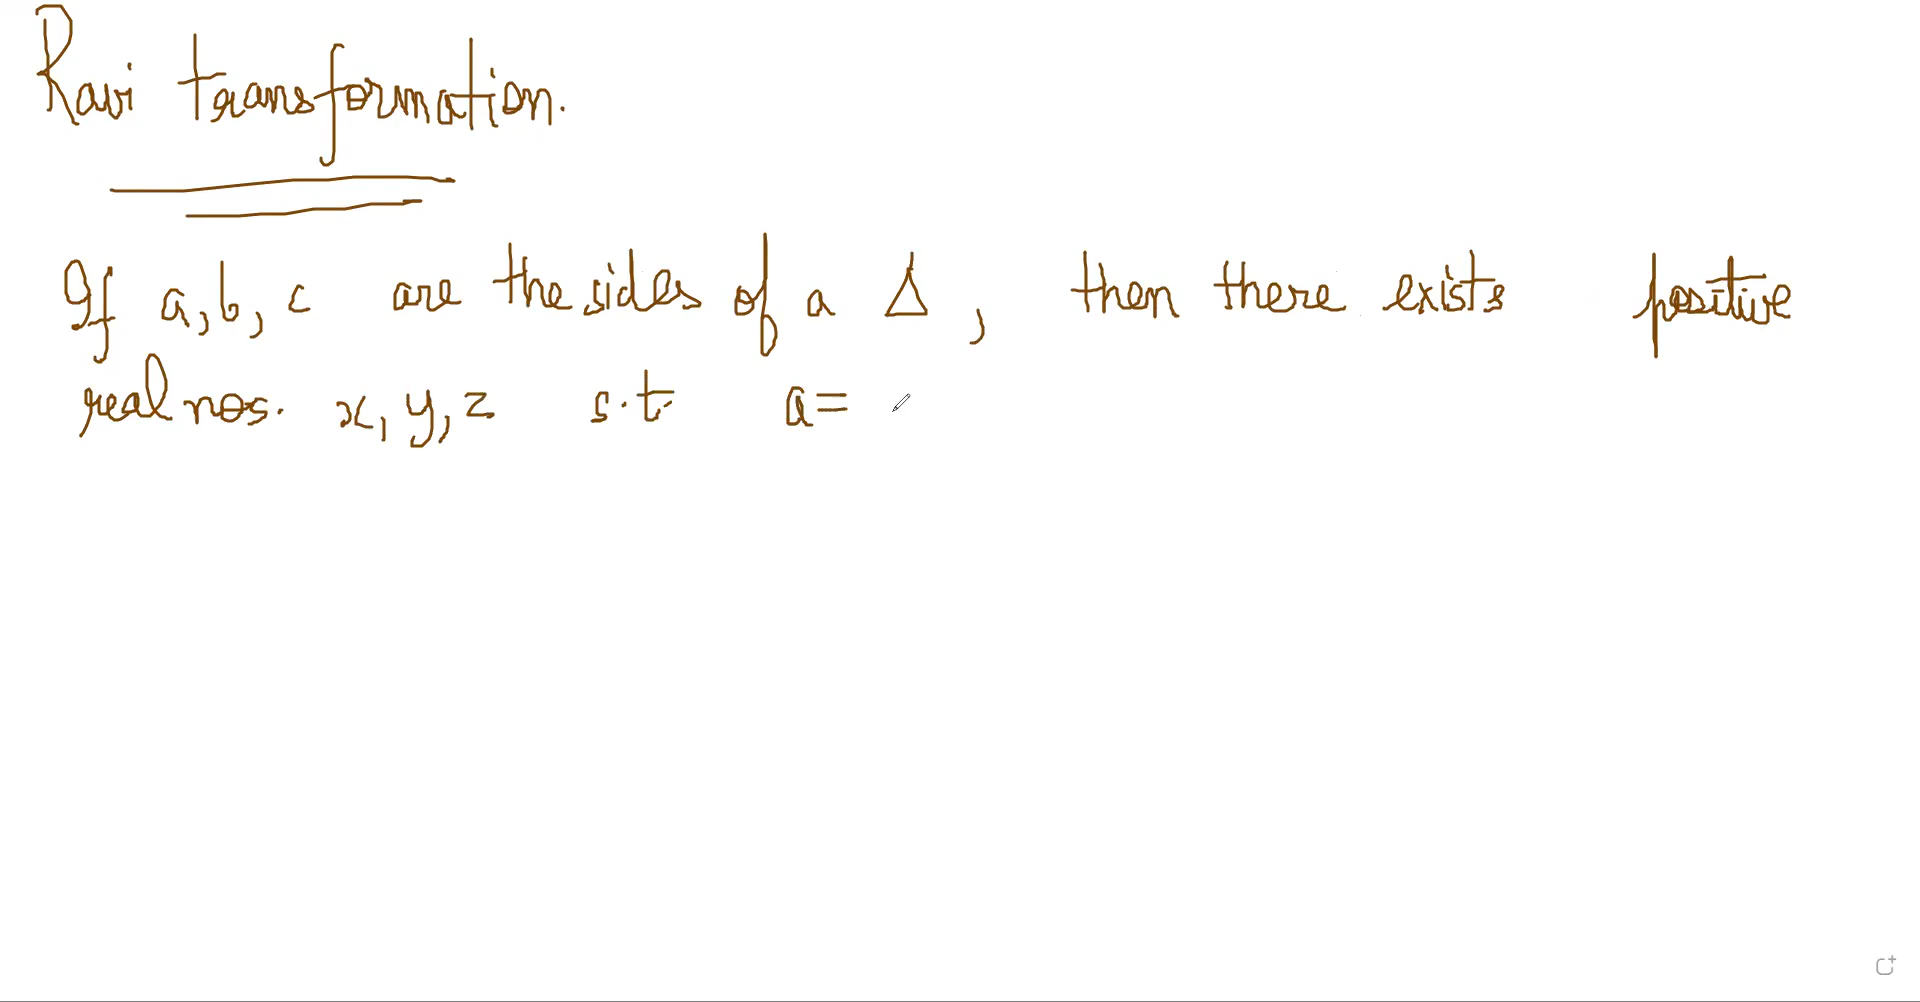 Ravi transformation.
If a, b, c are the sides of a Δ, then there exists positive
real nos. x, y, z s.t. a=